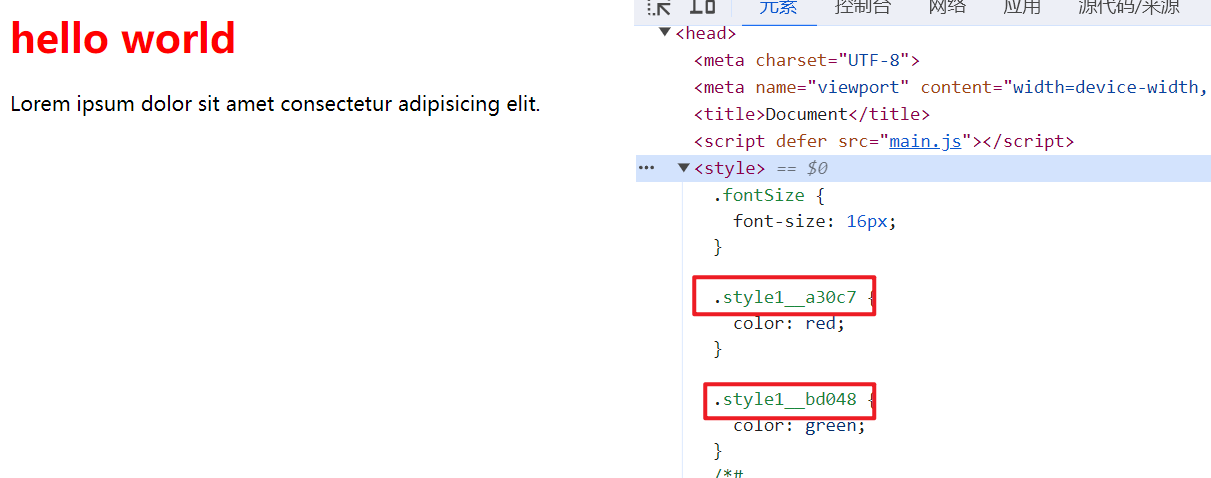 hello world
Lorem ipsum dolor sit amet consectetur adipisicing elit.
元素 控制台 网络 应用 源代码/来源
<head>
<meta charset="UTF-8">
<meta name="viewport" content="width=device-width,
<title>Document</title>
<script defer src="main.js"></script>
<style> == $0
.fontSize {
font-size: 16px;
}
.style1__a30c7 {
color: red;
}
.style1__bd048 {
color: green;
}
/*#